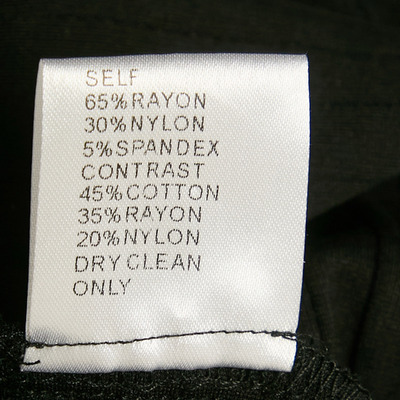 SELF
65% RAYON
30% NYLON
5% SPANDEX
CONTRAST
45% COTTON
35% RAYON
20% NYLON
DRY CLEAN
ONLY